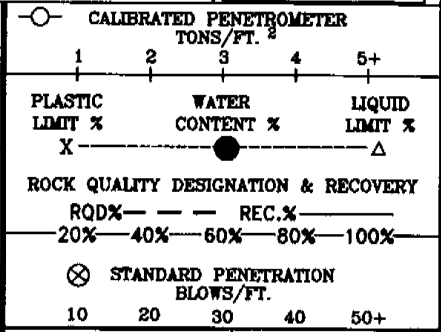 CALIBRATED PENETROMETER
TONS/FT. 2
1 2 3 4 5+
PLASTIC WATER LIQUID
LIMIT % CONTENT % LIMIT %
X
ROCK QUALITY DESIGNATION & RECOVERY
RQD% REC.%
20% 40% 60% 80% 100%
STANDARD PENETRATION
BLOWS/FT.
10 20 30 40 50+